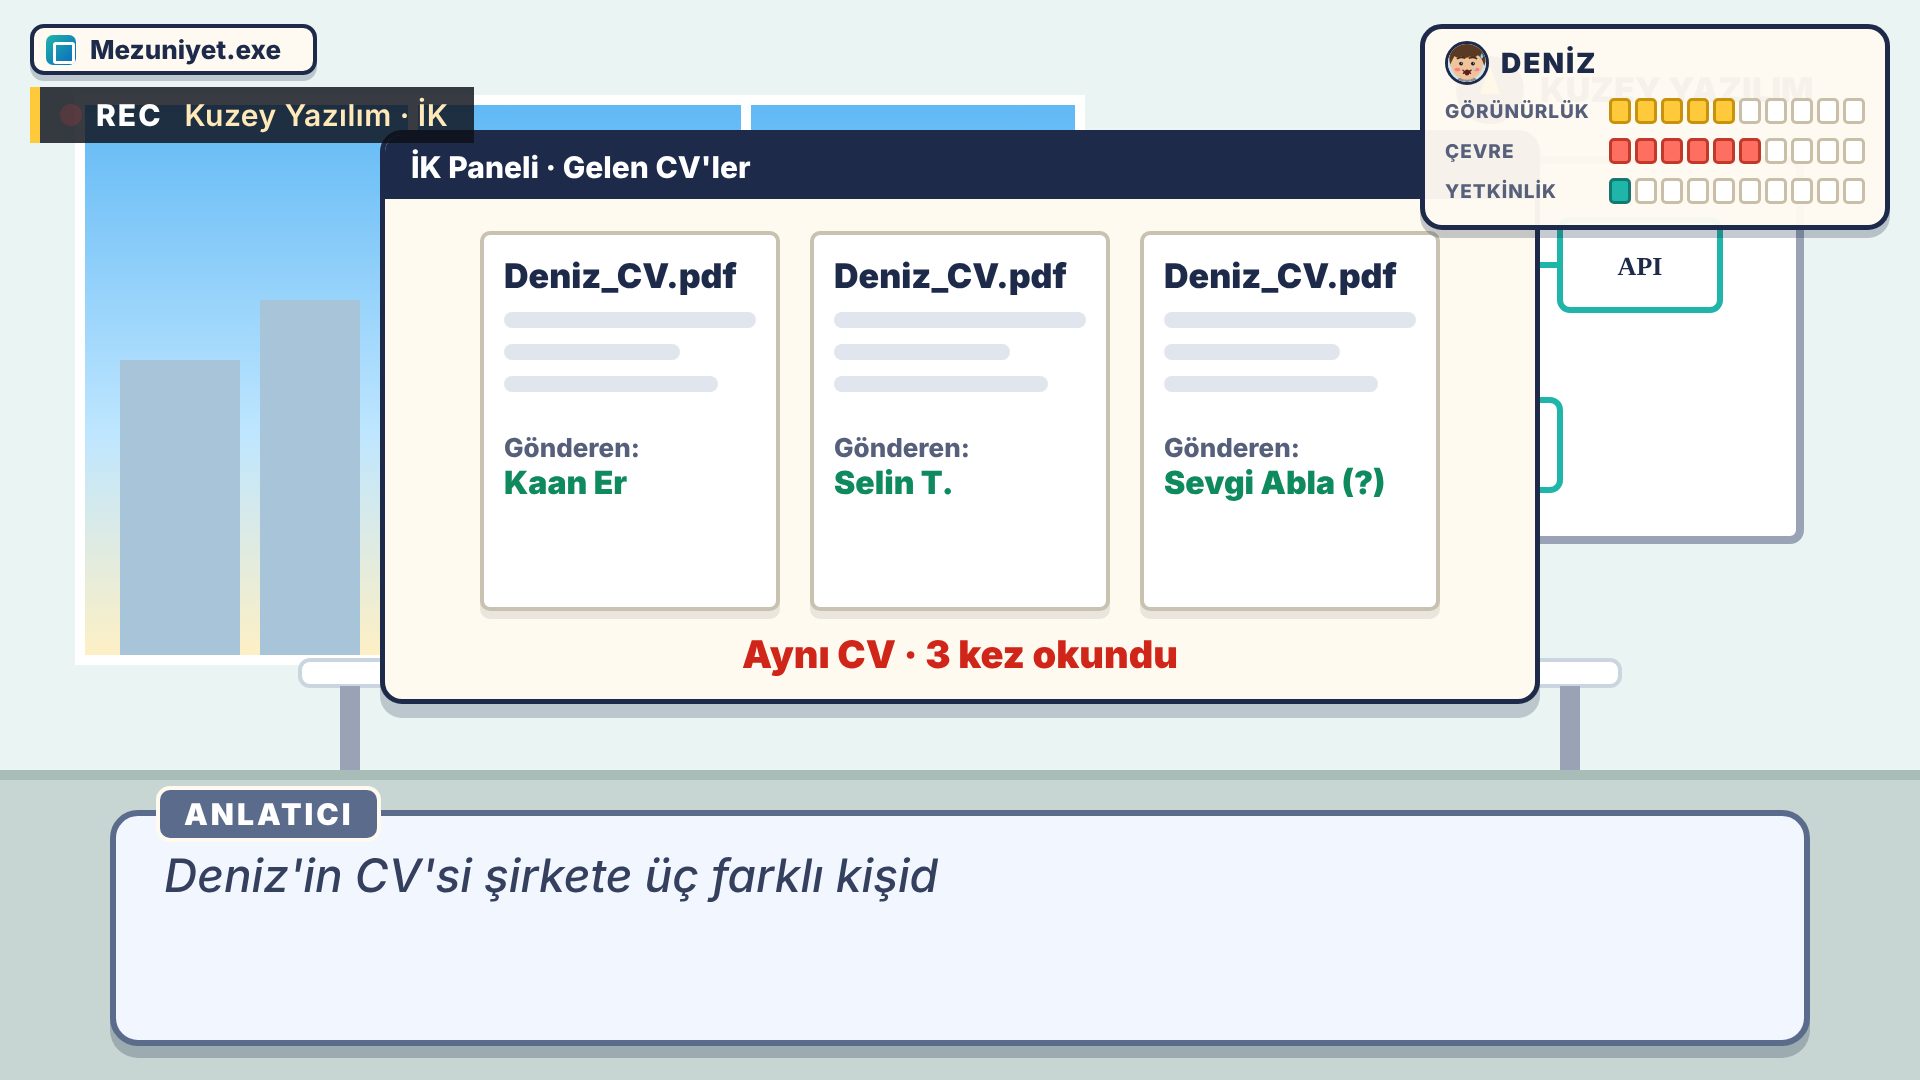 Mezuniyet.exe
REC Kuzey Yazılım · İK
DENİZ
KUZEY YAZILIM
GÖRÜNÜRLÜK
ÇEVRE
YETKİNLİK
İK Paneli · Gelen CV'ler
Deniz_CV.pdf
Gönderen:
Kaan Er
Deniz_CV.pdf
Gönderen:
Selin T.
Deniz_CV.pdf
Gönderen:
Sevgi Abla (?)
Aynı CV · 3 kez okundu
API
ANLATICI
Deniz'in CV'si şirkete üç farklı kişid